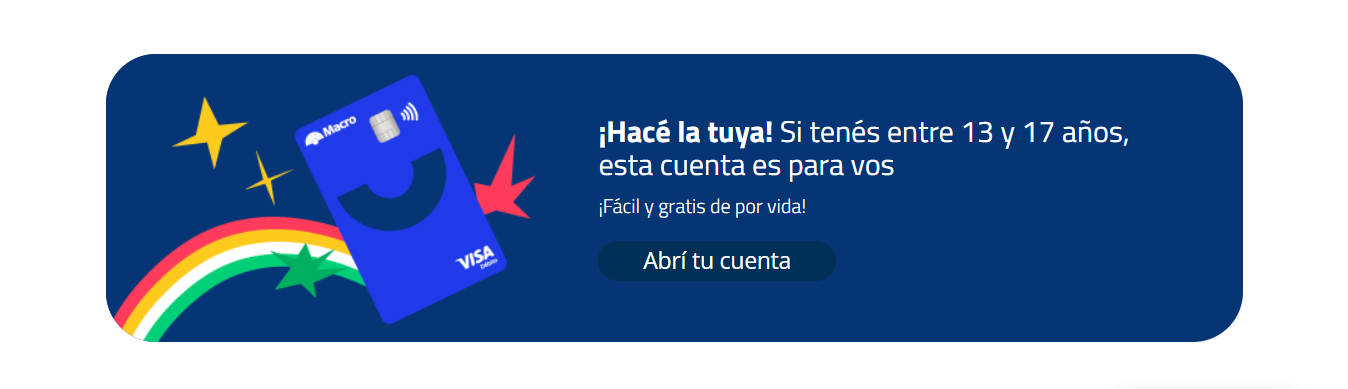 Macro
VISA
Débito
¡Hacé la tuya! Si tenés entre 13 y 17 años,
esta cuenta es para vos
¡Fácil y gratis de por vida!
Abrí tu cuenta